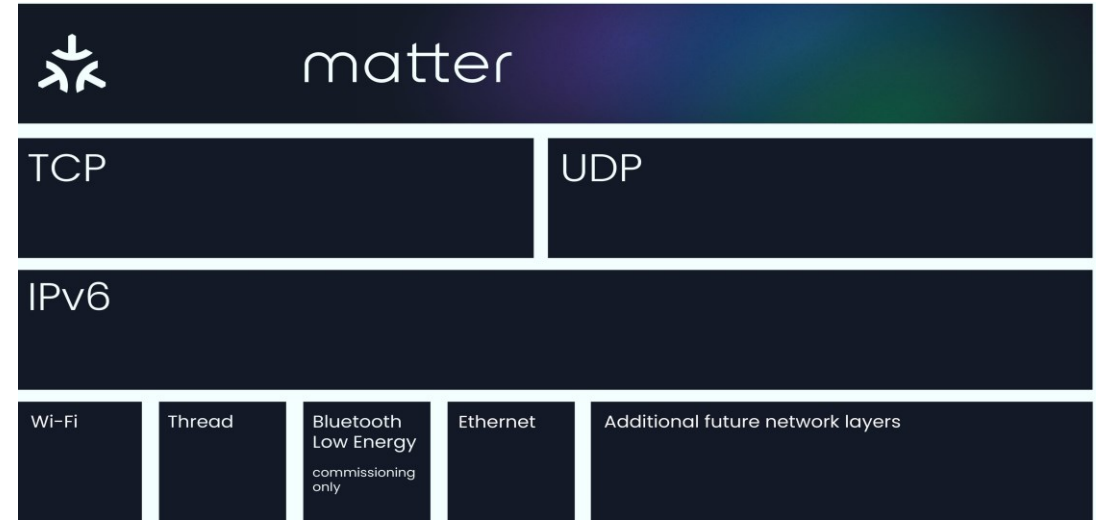 matter
TCP
UDP
IPv6
Wi-Fi
Thread
Bluetooth
Low Energy
commissioning
only
Ethernet
Additional future network layers